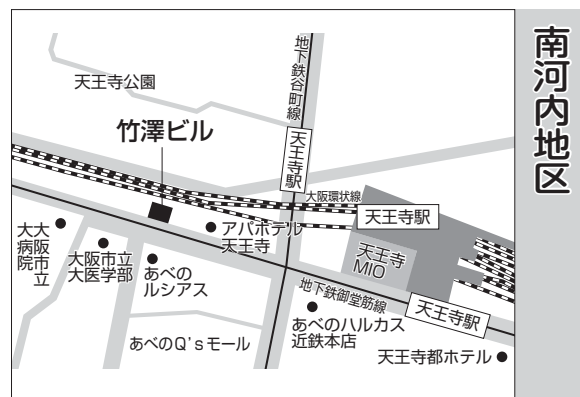 南河内地区
天王寺公園
竹澤ビル
地下鉄谷町線
天王寺駅
大阪環状線
天王寺駅
天王寺
MIO
アパホテル
天王寺
大阪市立
大病院
大阪市立
大医学部
あべの
ルシアス
地下鉄御堂筋線
天王寺駅
あべのハルカス
近鉄本店
あべのQ'sモール
天王寺都ホテル